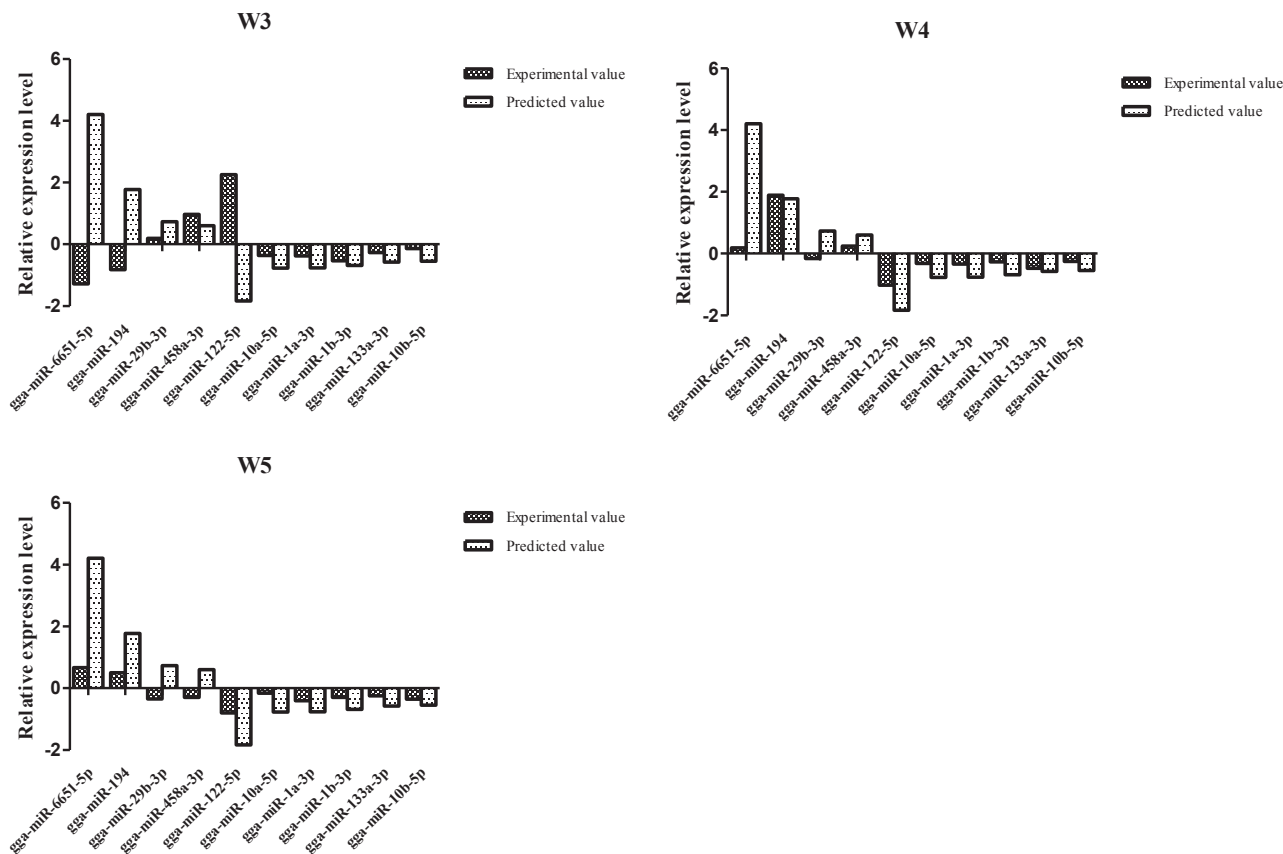 W3
Relative expression level
6
4
2
0
-2
Experimental value
Predicted value
gga-miR-6651-5p
gga-miR-194
gga-miR-29b-3p
gga-miR-458a-3p
gga-miR-122-5p
gga-miR-10a-5p
gga-miR-1a-3p
gga-miR-1b-3p
gga-miR-133a-3p
gga-miR-10b-5p
W4
Relative expression level
6
4
2
0
-2
Experimental value
Predicted value
gga-miR-6651-5p
gga-miR-194
gga-miR-29b-3p
gga-miR-458a-3p
gga-miR-122-5p
gga-miR-10a-5p
gga-miR-1a-3p
gga-miR-1b-3p
gga-miR-133a-3p
gga-miR-10b-5p
W5
Relative expression level
6
4
2
0
-2
Experimental value
Predicted value
gga-miR-6651-5p
gga-miR-194
gga-miR-29b-3p
gga-miR-458a-3p
gga-miR-122-5p
gga-miR-10a-5p
gga-miR-1a-3p
gga-miR-1b-3p
gga-miR-133a-3p
gga-miR-10b-5p